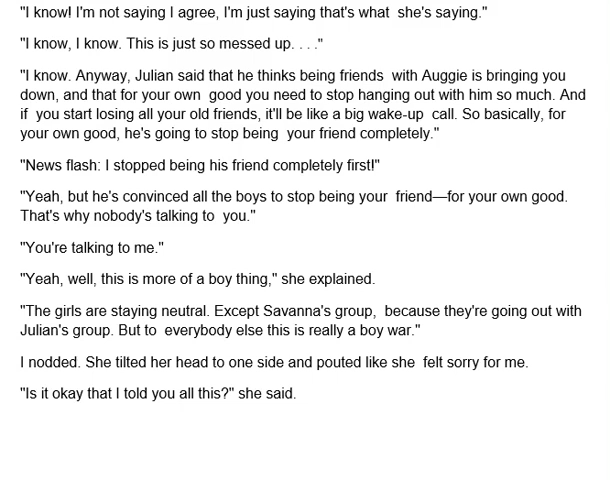 "I know! I'm not saying I agree, I'm just saying that's what she's saying."
"I know, I know. This is just so messed up. . . ."
"I know. Anyway, Julian said that he thinks being friends with Auggie is bringing you
down, and that for your own good you need to stop hanging out with him so much. And
if you start losing all your old friends, it'll be like a big wake-up call. So basically, for
your own good, he's going to stop being your friend completely."
"News flash: I stopped being his friend completely first!"
"Yeah, but he's convinced all the boys to stop being your friend—for your own good.
That's why nobody's talking to you."
"You're talking to me."
"Yeah, well, this is more of a boy thing," she explained.
"The girls are staying neutral. Except Savanna's group, because they're going out with
Julian's group. But to everybody else this is really a boy war."
I nodded. She tilted her head to one side and pouted like she felt sorry for me.
"Is it okay that I told you all this?" she said.